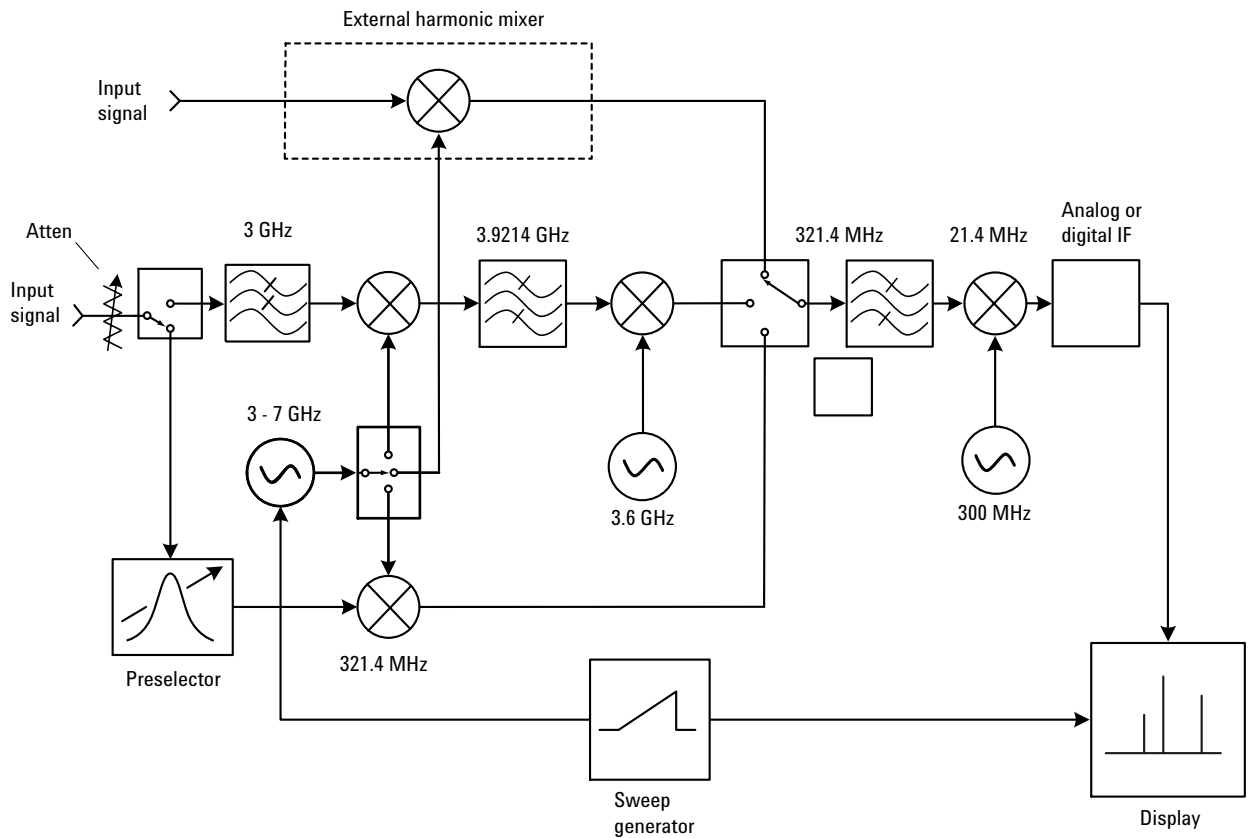 External harmonic mixer
Input
signal
Atten
3 GHz
3.9214 GHz
321.4 MHz
21.4 MHz
Analog or
digital IF
Input
signal
3 - 7 GHz
3.6 GHz
300 MHz
321.4 MHz
Preselector
Sweep
generator
Display